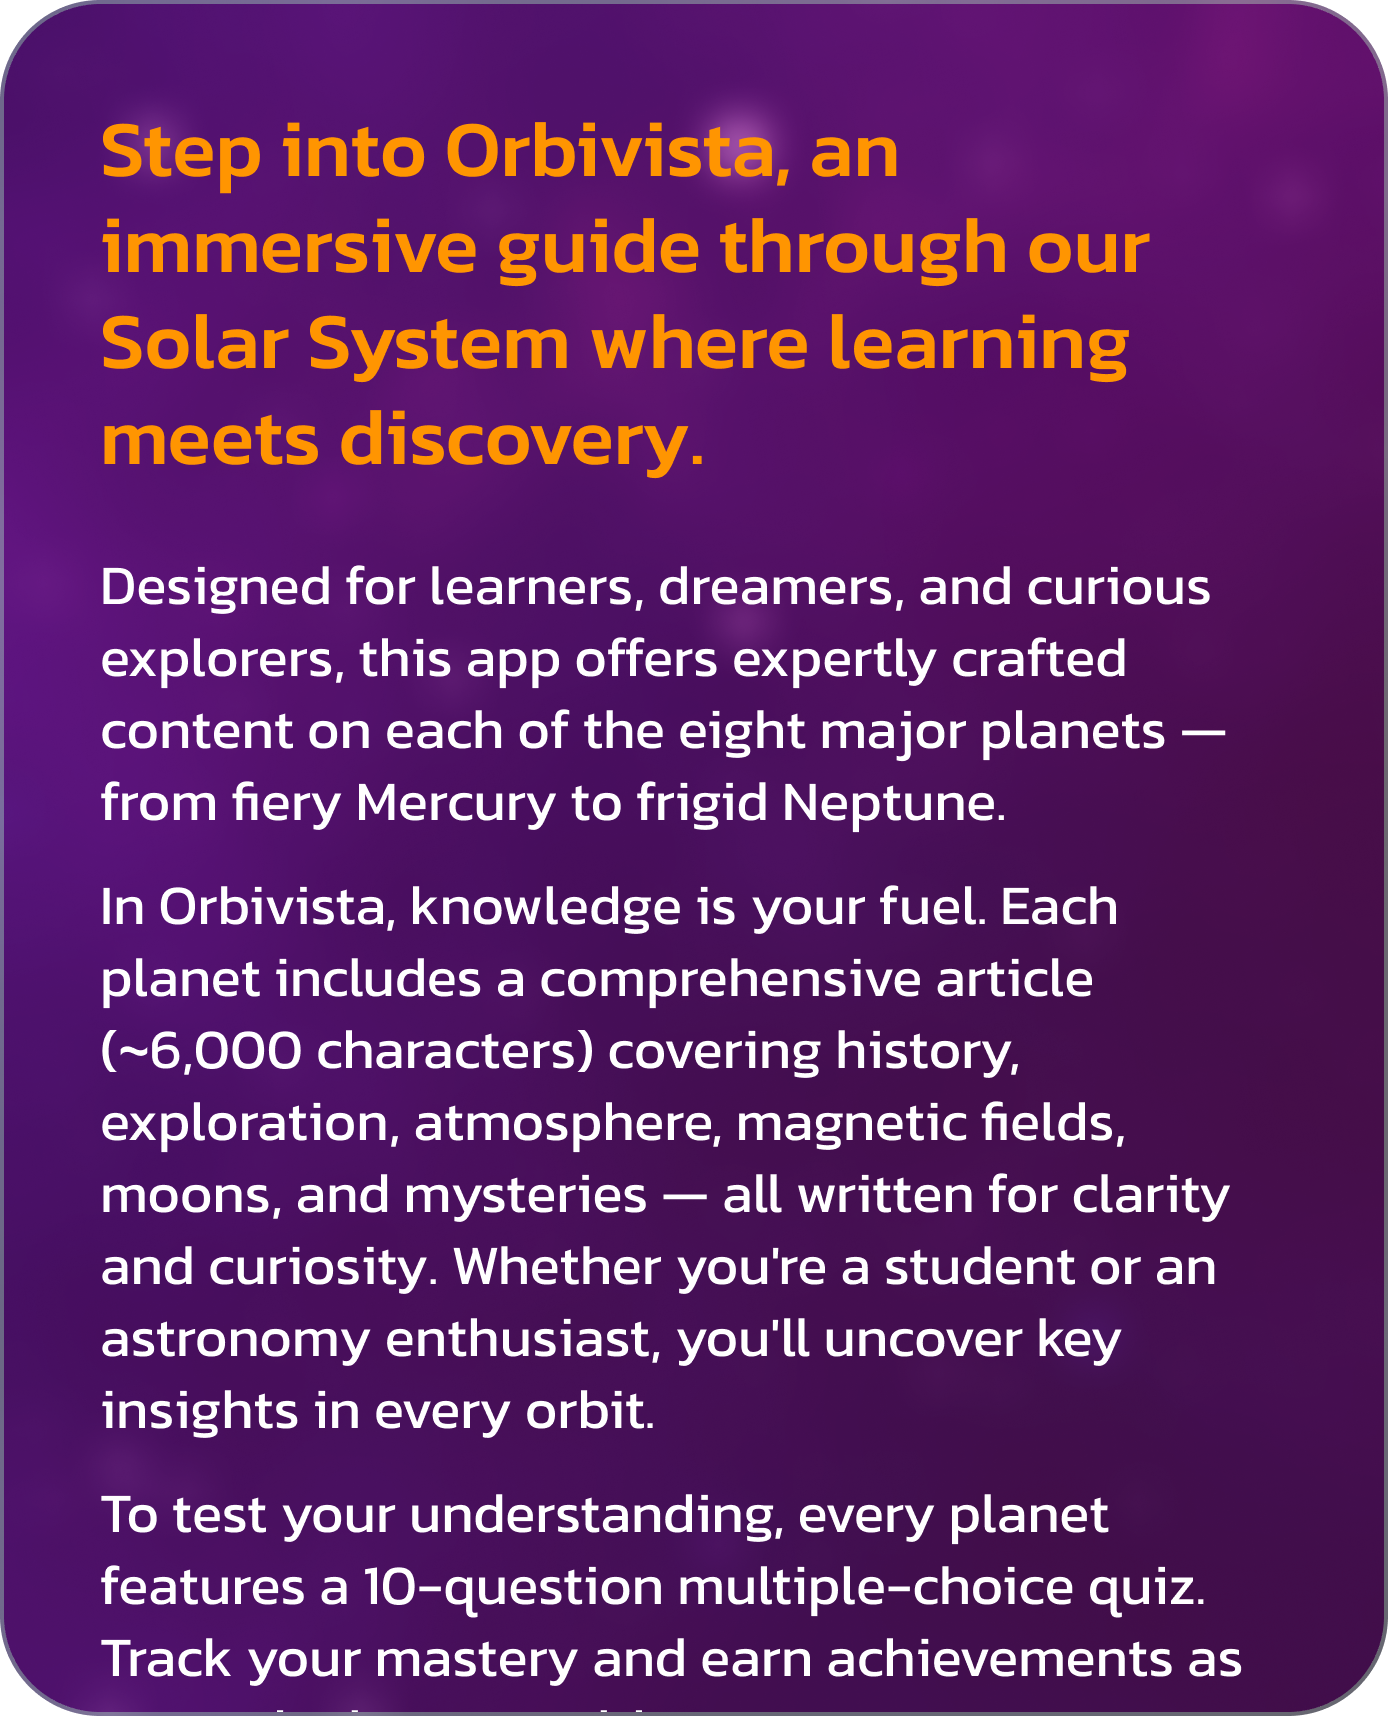 Step into Orbivista, an
immersive guide through our
Solar System where learning
meets discovery.
Designed for learners, dreamers, and curious
explorers, this app offers expertly crafted
content on each of the eight major planets —
from fiery Mercury to frigid Neptune.
In Orbivista, knowledge is your fuel. Each
planet includes a comprehensive article
(~6,000 characters) covering history,
exploration, atmosphere, magnetic fields,
moons, and mysteries — all written for clarity
and curiosity. Whether you're a student or an
astronomy enthusiast, you'll uncover key
insights in every orbit.
To test your understanding, every planet
features a 10-question multiple-choice quiz.
Track your mastery and earn achievements as